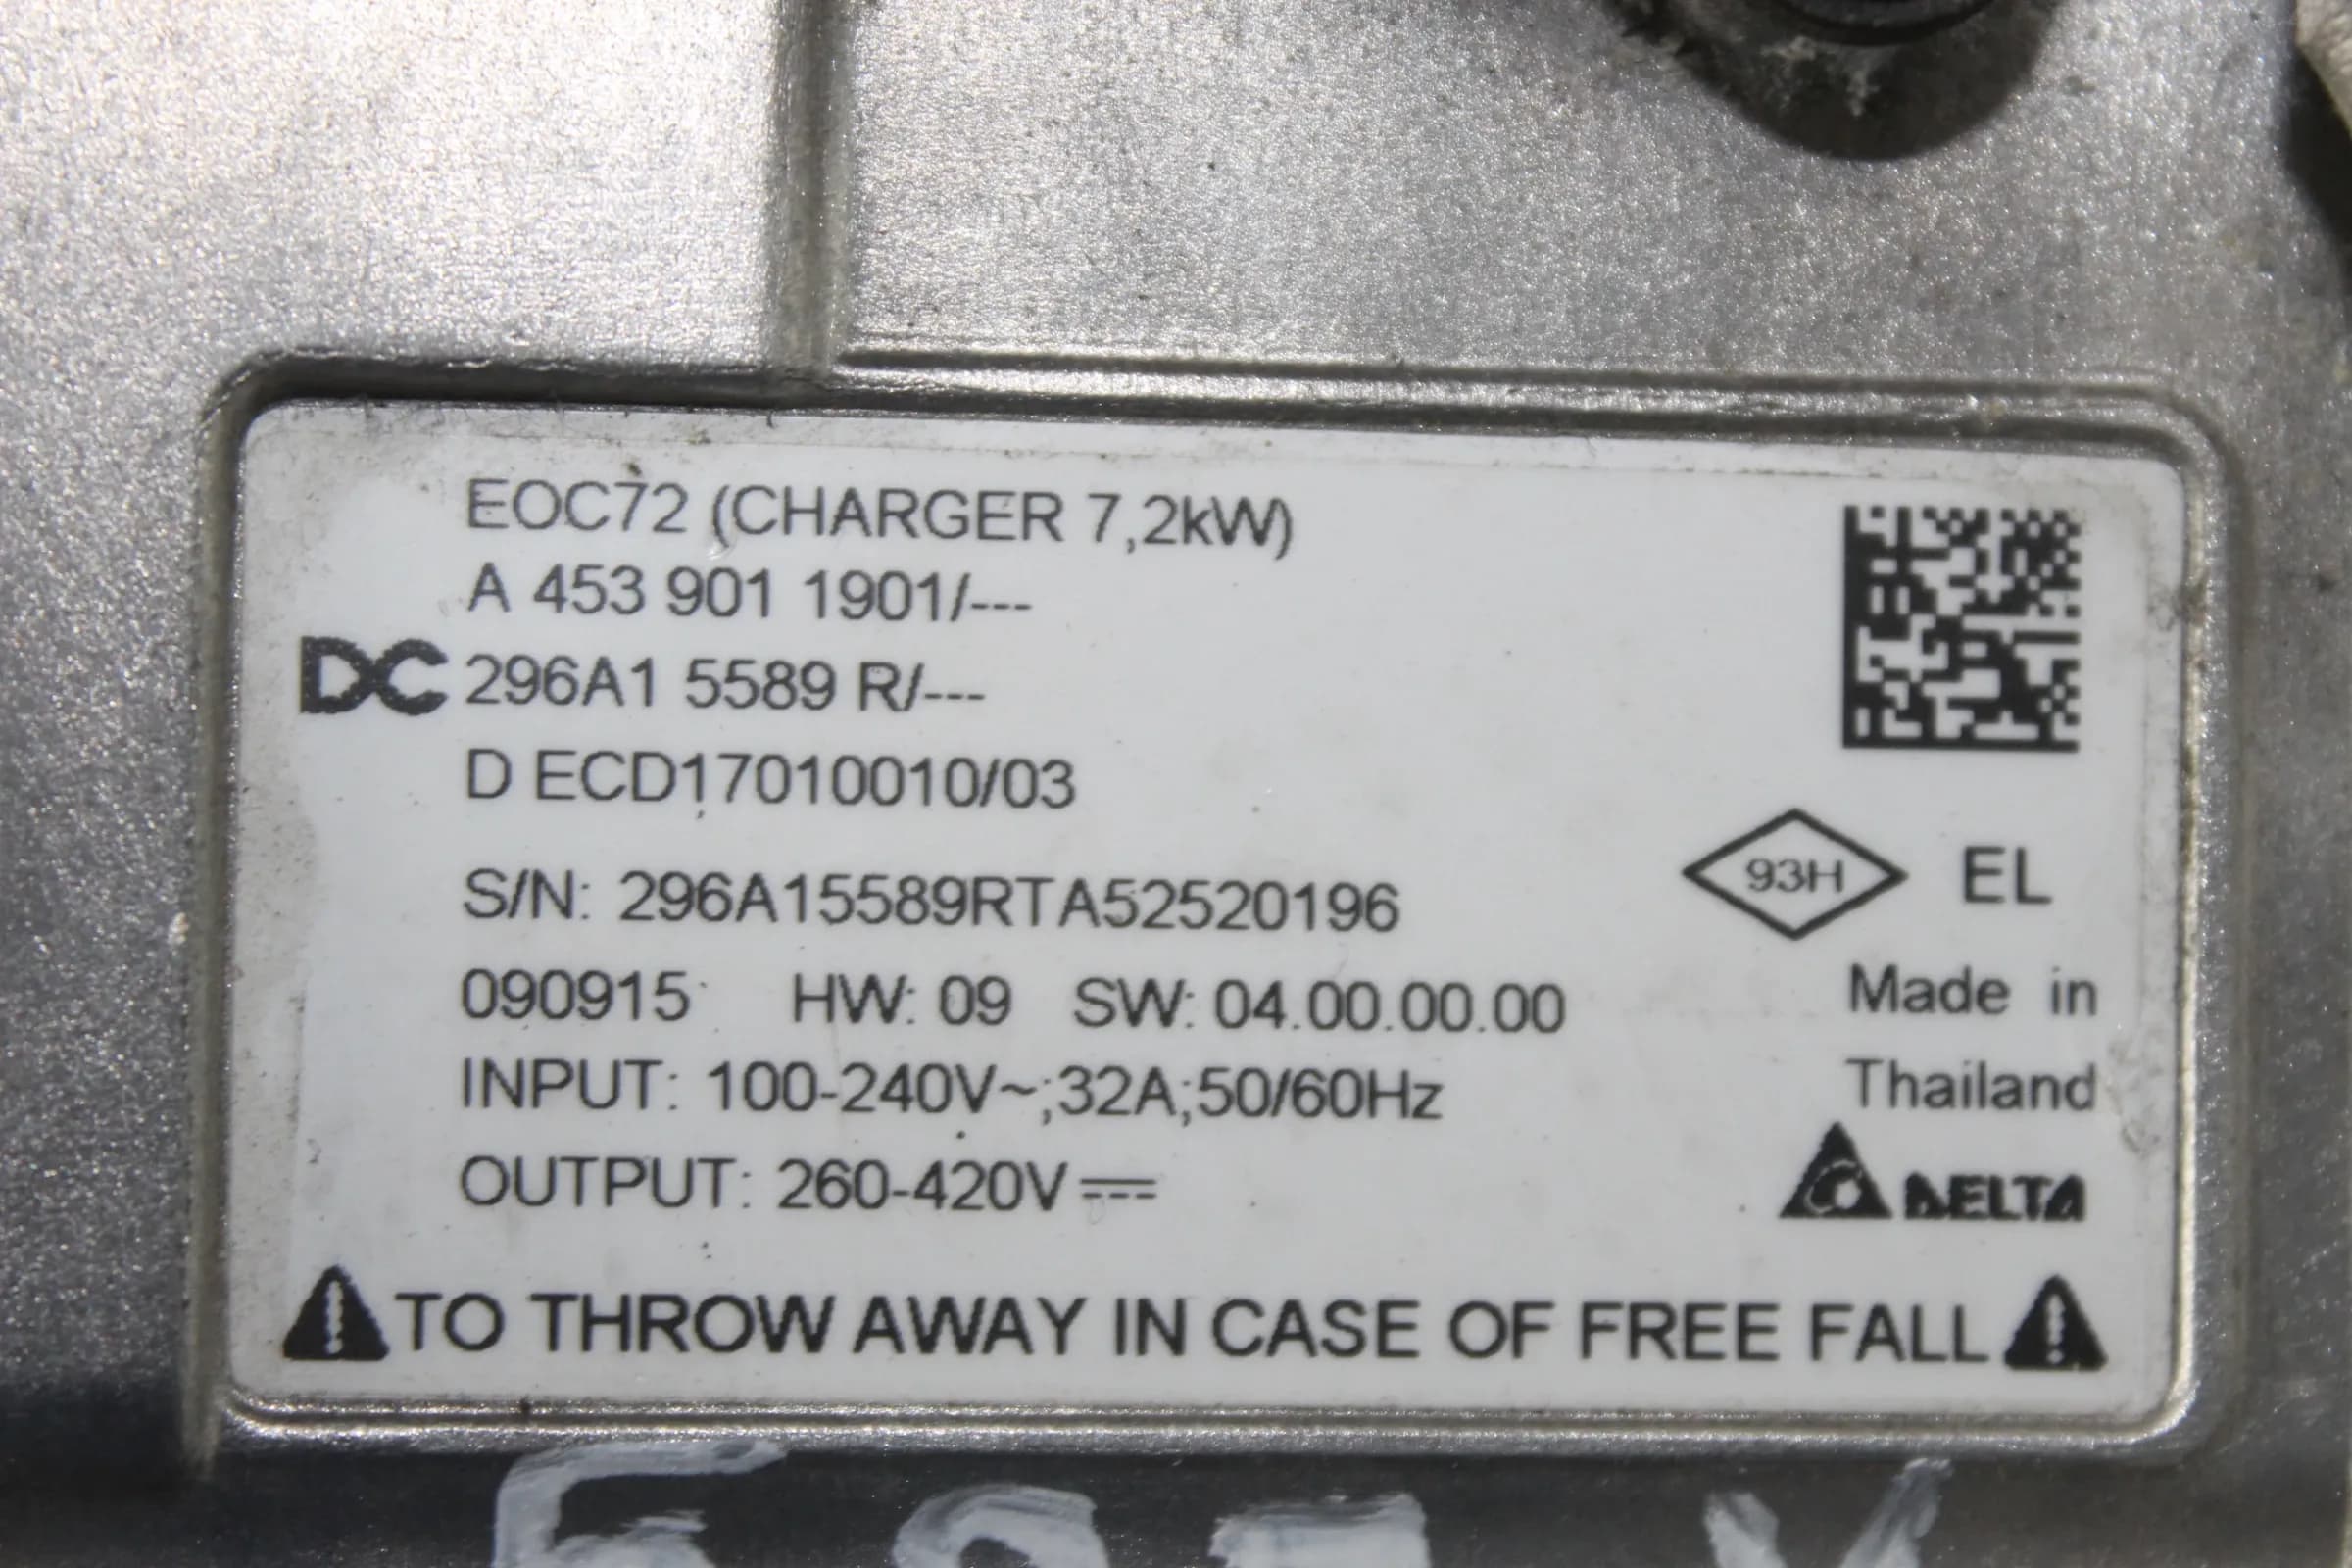 EOC72 (CHARGER 7,2kW)
A 453 901 1901/---
DC 296A1 5589 R/---
D ECD17010010/03
S/N: 296A15589RTA52520196
93H EL
090915 HW: 09 SW: 04.00.00.00
Made in
INPUT: 100-240V~;32A;50/60Hz
Thailand
OUTPUT: 260-420V⎓
DELTA
TO THROW AWAY IN CASE OF FREE FALL